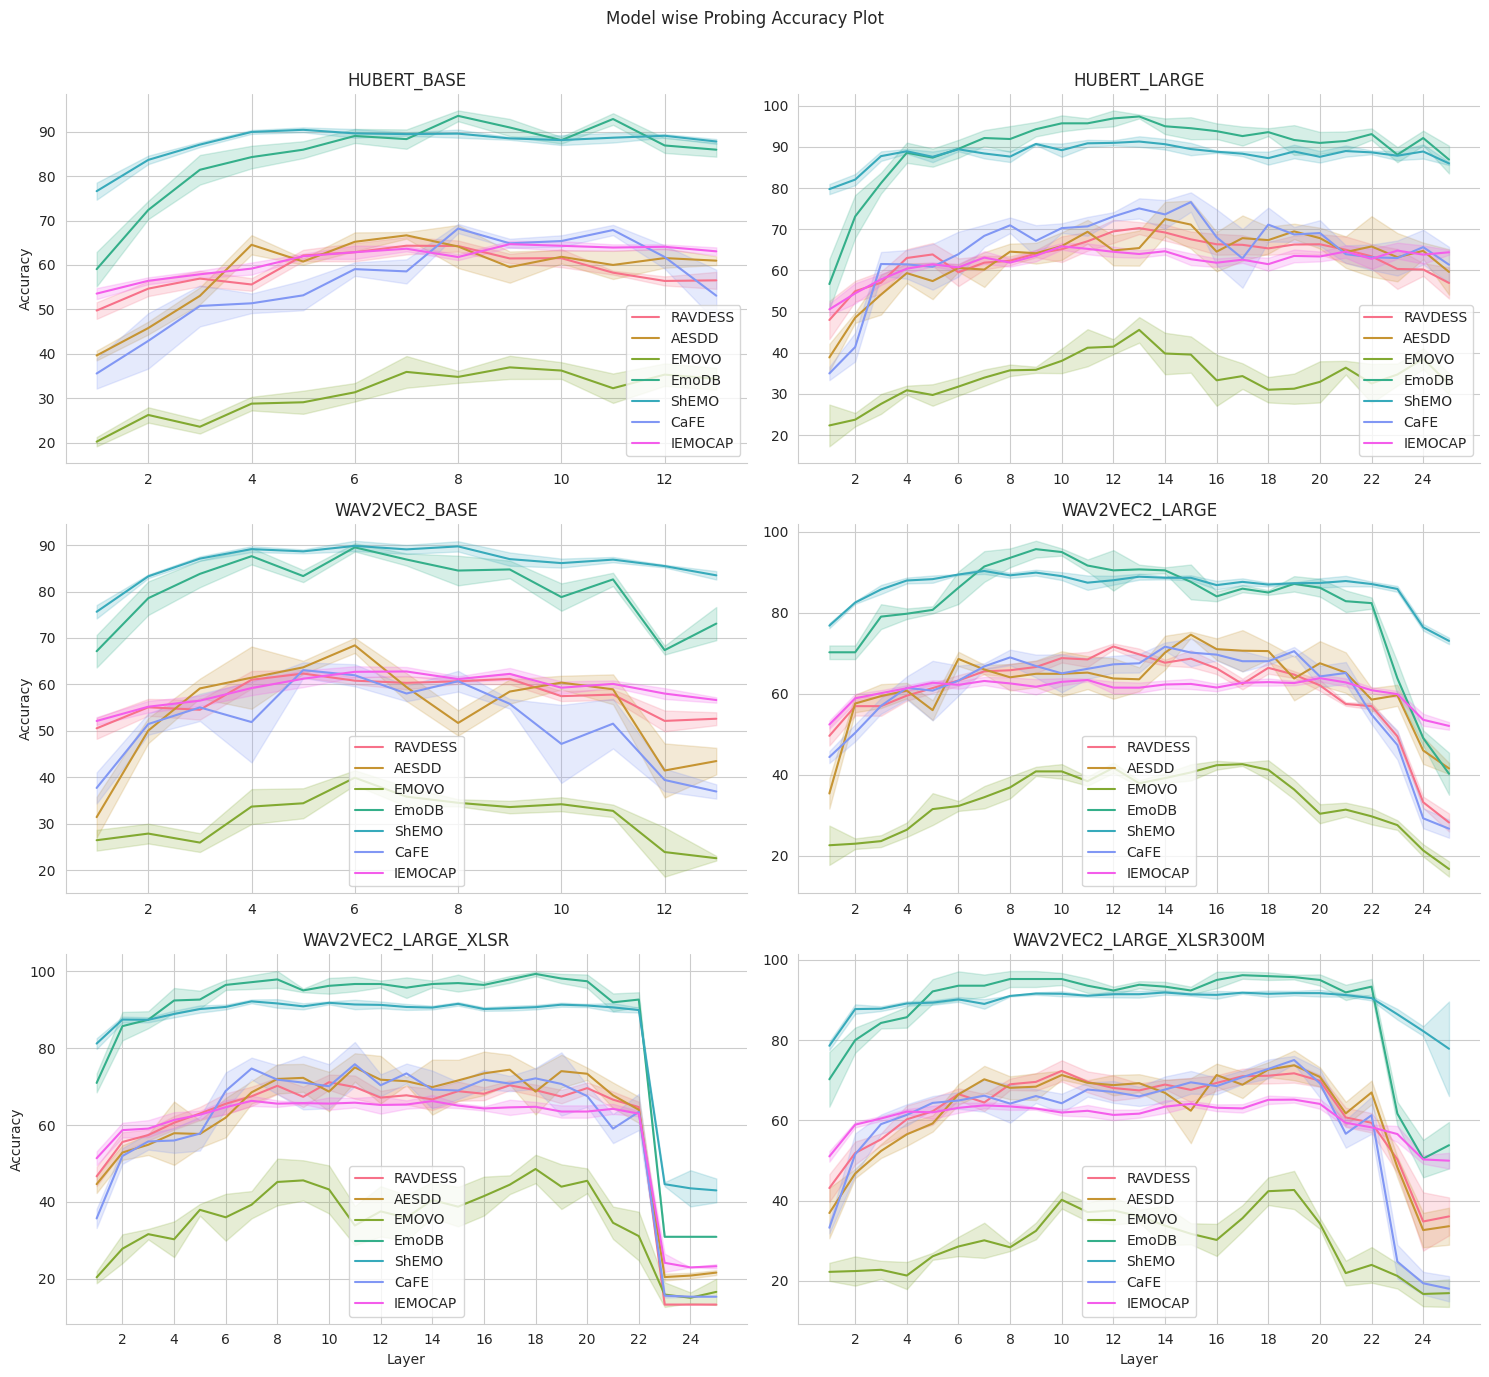 Model wise Probing Accuracy Plot
HUBERT_BASE
90
80
70
60
50
40
30
20
Accuracy
2 4 6 8 10 12
RAVDESS
AESDD
EMOVO
EmoDB
ShEMO
CaFE
IEMOCAP
HUBERT_LARGE
100
90
80
70
60
50
40
30
20
2 4 6 8 10 12 14 16 18 20 22 24
RAVDESS
AESDD
EMOVO
EmoDB
ShEMO
CaFE
IEMOCAP
WAV2VEC2_BASE
90
80
70
60
50
40
30
20
Accuracy
2 4 6 8 10 12
RAVDESS
AESDD
EMOVO
EmoDB
ShEMO
CaFE
IEMOCAP
WAV2VEC2_LARGE
100
80
60
40
20
2 4 6 8 10 12 14 16 18 20 22 24
RAVDESS
AESDD
EMOVO
EmoDB
ShEMO
CaFE
IEMOCAP
WAV2VEC2_LARGE_XLSR
100
80
60
40
20
Accuracy
2 4 6 8 10 12 14 16 18 20 22 24
Layer
RAVDESS
AESDD
EMOVO
EmoDB
ShEMO
CaFE
IEMOCAP
WAV2VEC2_LARGE_XLSR300M
100
80
60
40
20
2 4 6 8 10 12 14 16 18 20 22 24
Layer
RAVDESS
AESDD
EMOVO
EmoDB
ShEMO
CaFE
IEMOCAP